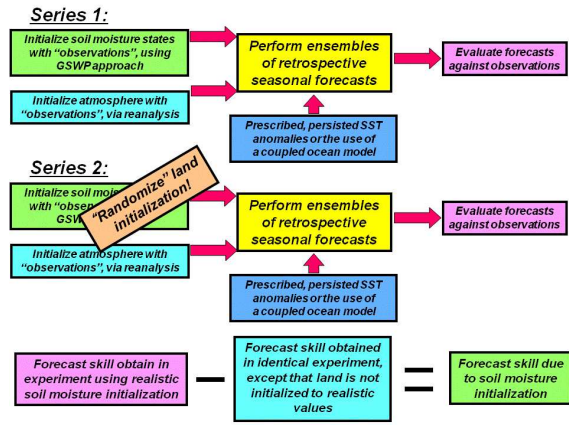 Series 1:
Initialize soil moisture states
with “observations”, using
GSWP approach
Perform ensembles
of retrospective
seasonal forecasts
Evaluate forecasts
against observations
Initialize atmosphere with
“observations”, via reanalysis
Prescribed, persisted SST
anomalies or the use of
a coupled ocean model
Series 2:
“Randomize” land
initialization!
Initialize soil mois
with “obser
GSW
Perform ensembles
of retrospective
seasonal forecasts
Evaluate forecasts
against observations
Initialize atmosphere with
“observations”, via reanalysis
Prescribed, persisted SST
anomalies or the use of
a coupled ocean model
Forecast skill obtain in
experiment using realistic
soil moisture initialization
Forecast skill obtained
in identical experiment,
except that land is not
initialized to realistic
values
Forecast skill due
to soil moisture
initialization